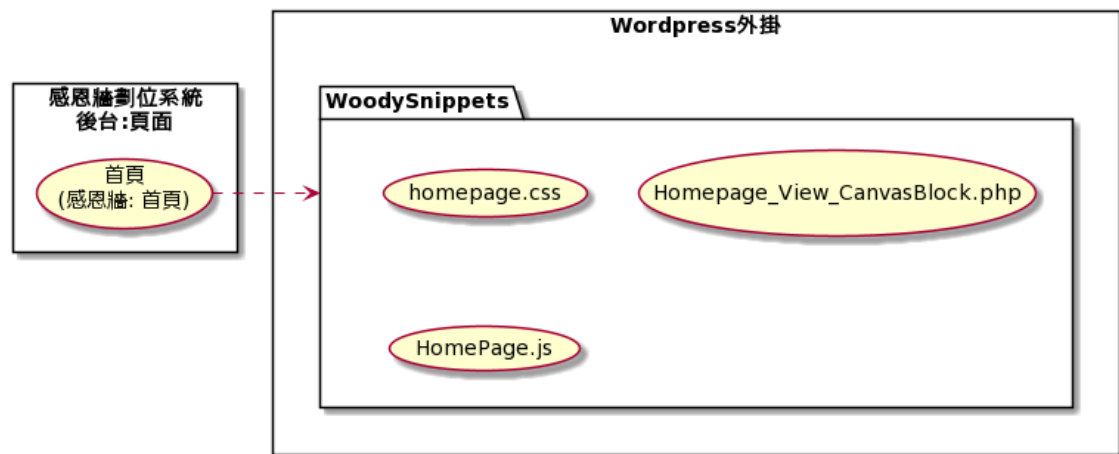 Wordpress外掛
感恩牆劃位系統
後台:頁面
首頁
(感恩牆: 首頁)
WoodySnippets
homepage.css
Homepage_View_CanvasBlock.php
HomePage.js